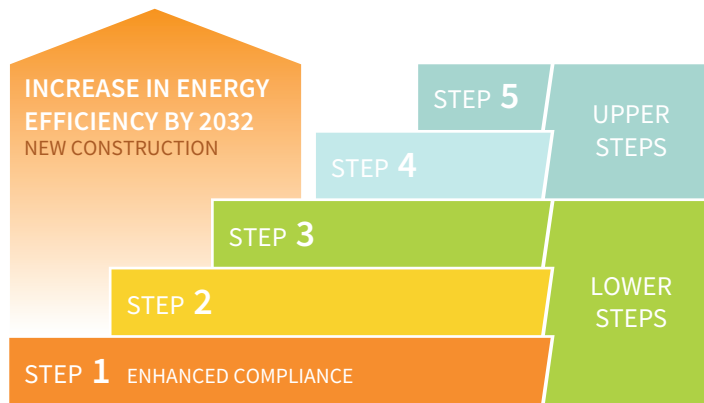 INCREASE IN ENERGY
EFFICIENCY BY 2032
NEW CONSTRUCTION
STEP 5
UPPER
STEPS
STEP 4
STEP 3
STEP 2
LOWER
STEPS
STEP 1 ENHANCED COMPLIANCE